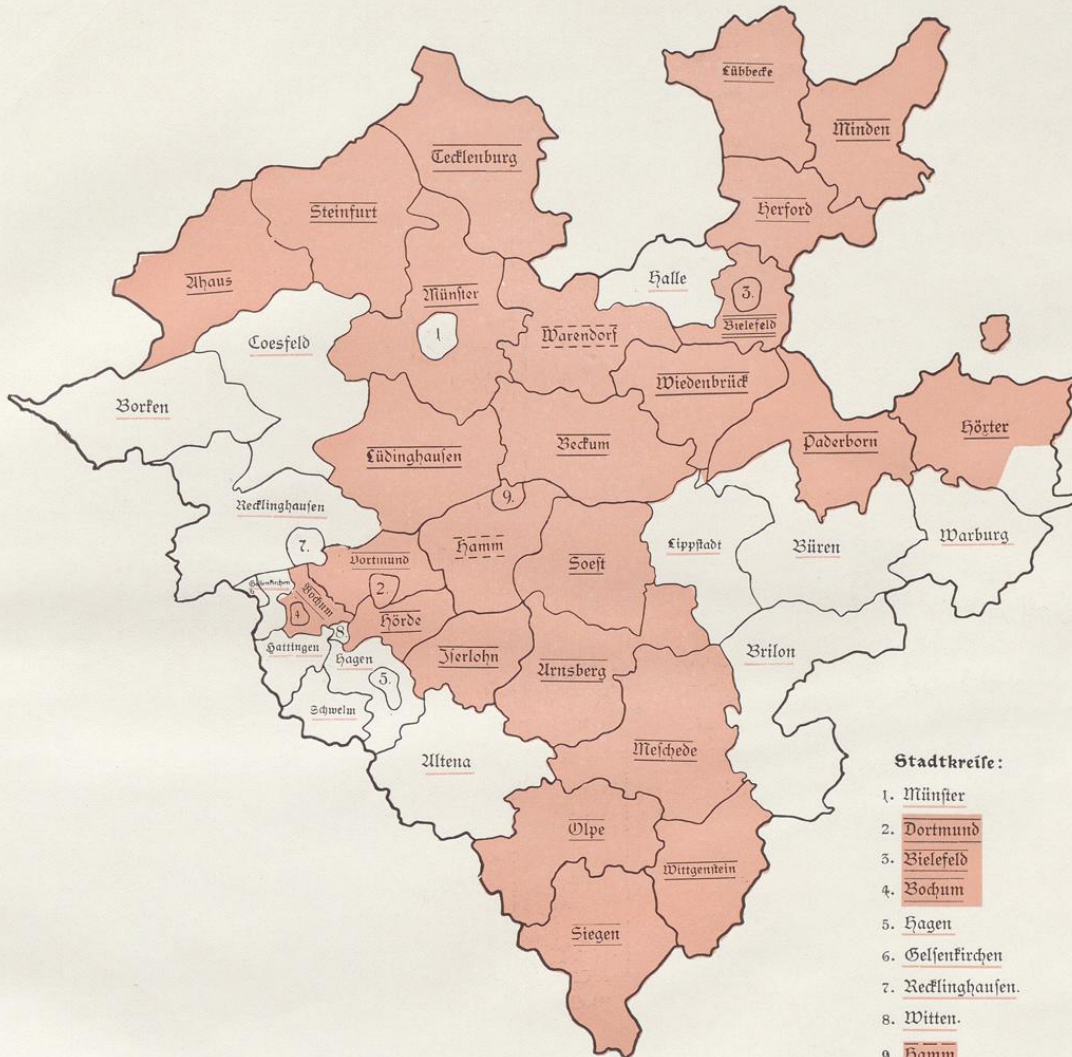 Lübbecke
Minden
Tecklenburg
Steinfurt
Herford
Ahaus
Halle
Münster
3.
1
Bielefeld
Warendorf
Coesfeld
Wiedenbrück
Borken
Höxter
Beckum
Paderborn
Lüdinghausen
9.
Recklinghausen
Warburg
Hamm
Lippstadt
Büren
7.
Dortmund
Soest
Gelsenkirchen
2.
Bochum
4.
Hörde
8.
Hattingen
Hagen
Iserlohn
Brilon
Arnsberg
5.
Schwelm
Meschede
Altena
Olpe
Wittgenstein
Siegen
Stadtkreise:
1. Münster
2. Dortmund
3. Bielefeld
4. Bochum
5. Hagen
6. Gelsenkirchen
7. Recklinghausen.
8. Witten.
9. Hamm